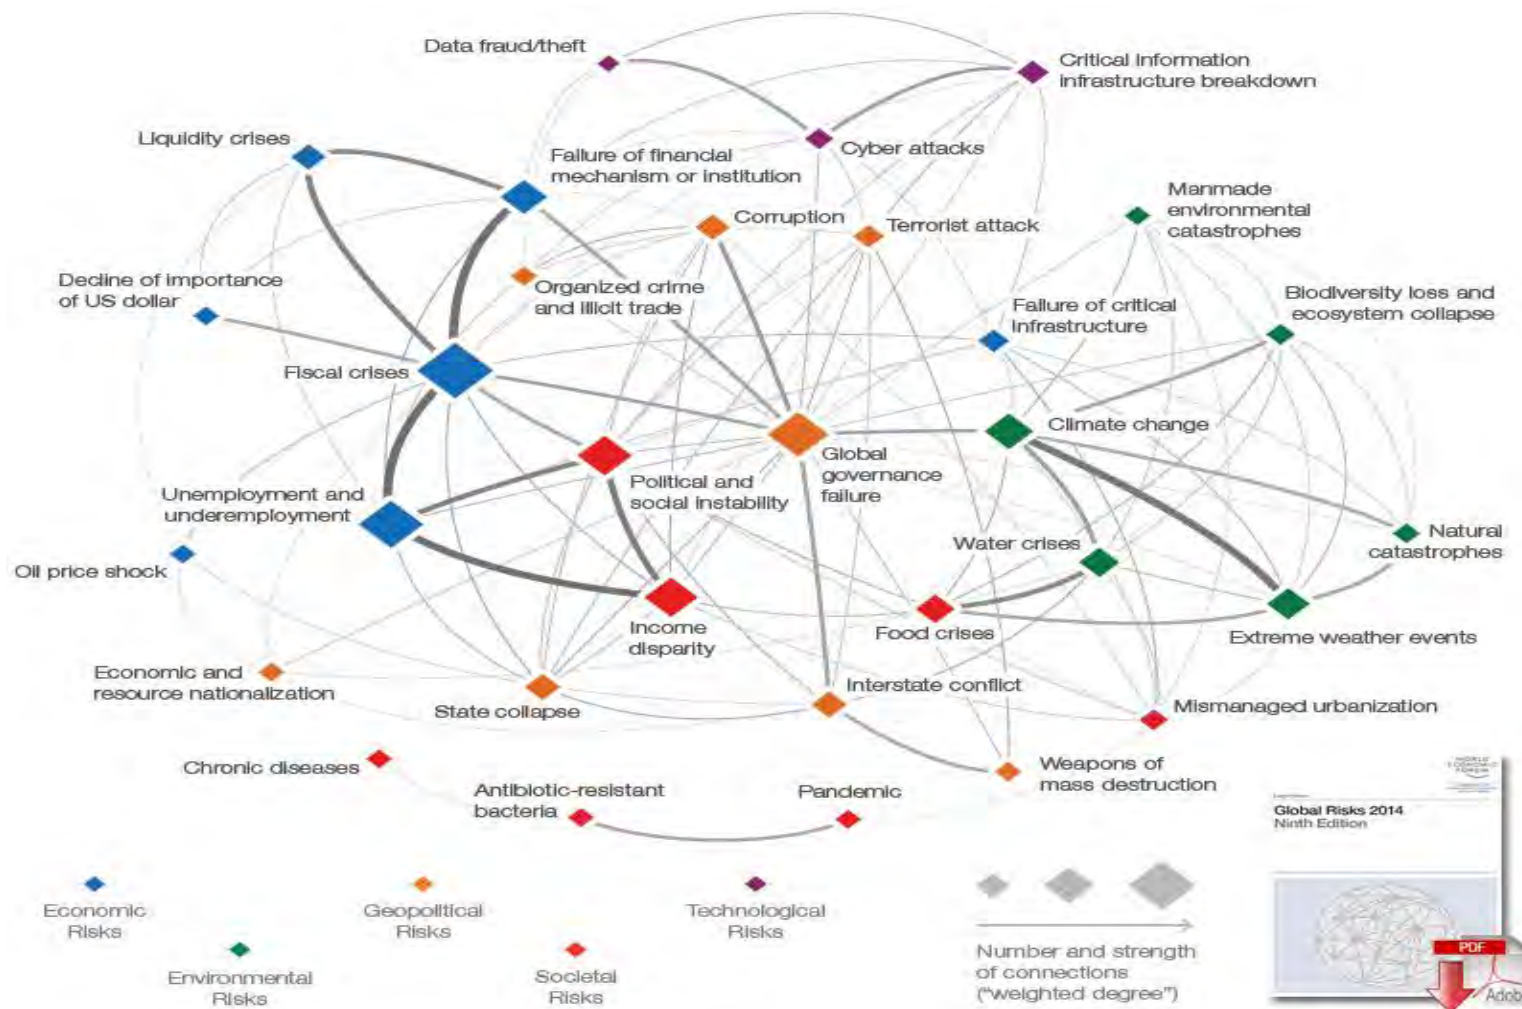 Data fraud/theft
Critical information
infrastructure breakdown
Liquidity crises
Failure of financial
mechanism or institution
Cyber attacks
Manmade
environmental
catastrophes
Corruption
Terrorist attack
Decline of importance
of US dollar
Organized crime
and illicit trade
Failure of critical
infrastructure
Biodiversity loss and
ecosystem collapse
Fiscal crises
Climate change
Global
governance
failure
Political and
social instability
Unemployment and
underemployment
Water crises
Natural
catastrophes
Oil price shock
Income
disparity
Food crises
Extreme weather events
Economic and
resource nationalization
State collapse
Interstate conflict
Mismanaged urbanization
Chronic diseases
Antibiotic-resistant
bacteria
Pandemic
Weapons of
mass destruction
WORLD
ECONOMIC
FORUM
Global Risks 2014
Ninth Edition
Economic
Risks
Geopolitical
Risks
Technological
Risks
Environmental
Risks
Societal
Risks
Number and strength
of connections
("weighted degree")
PDF
Adob